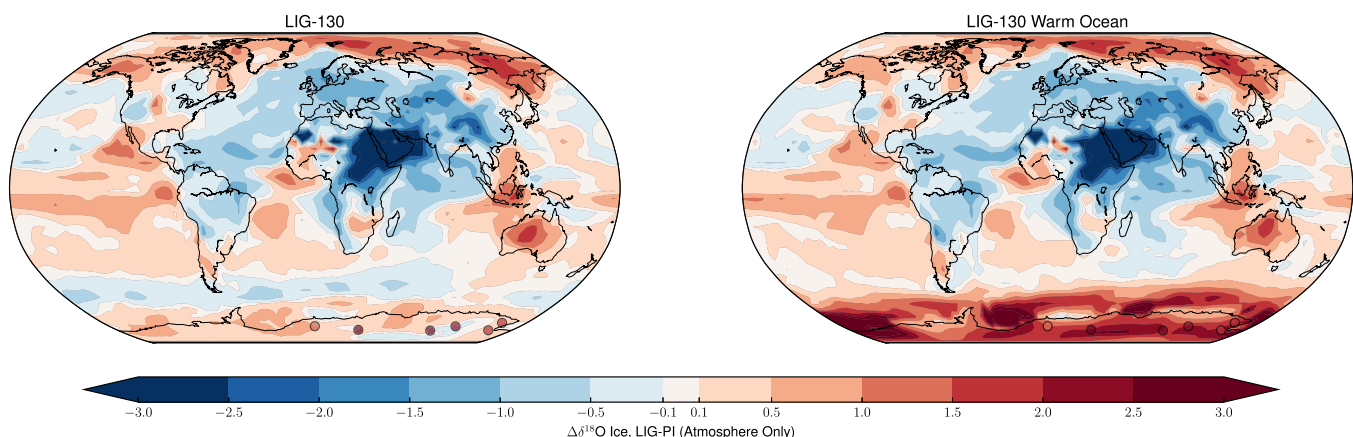 LIG-130
LIG-130 Warm Ocean
−3.0 −2.5 −2.0 −1.5 −1.0 −0.5 −0.1 0.1 0.5 1.0 1.5 2.0 2.5 3.0
Δδ¹⁸O Ice, LIG-PI (Atmosphere Only)